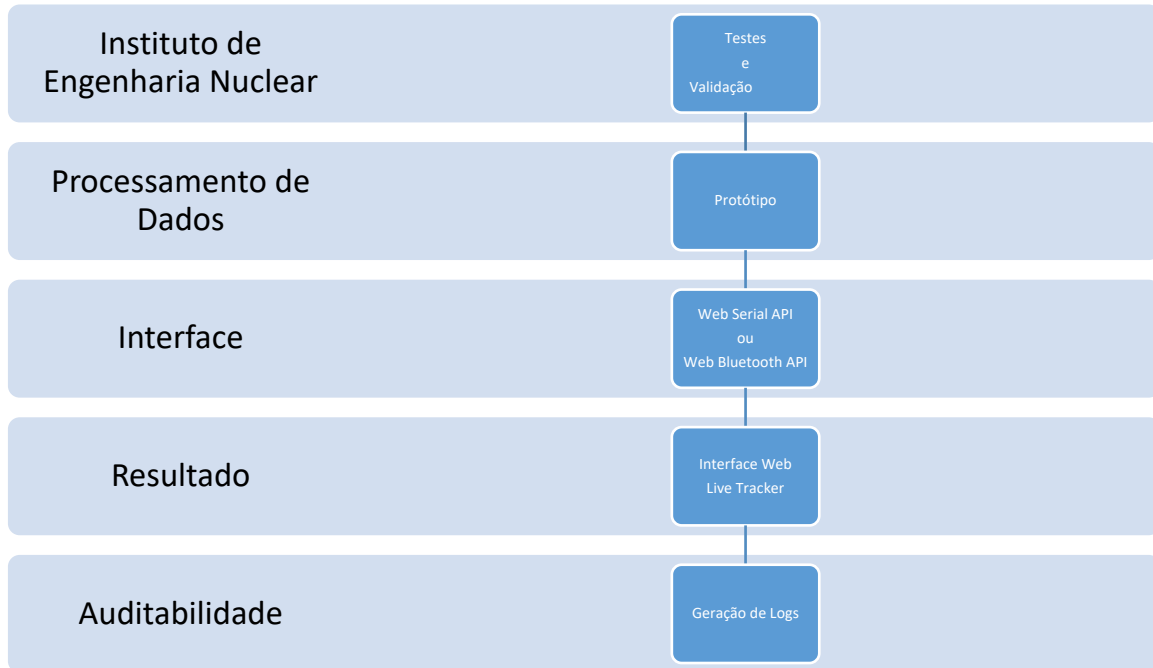 Instituto de
Engenharia Nuclear
Testes
e
Validação
Processamento de
Dados
Protótipo
Interface
Web Serial API
ou
Web Bluetooth API
Resultado
Interface Web
Live Tracker
Auditabilidade
Geração de Logs